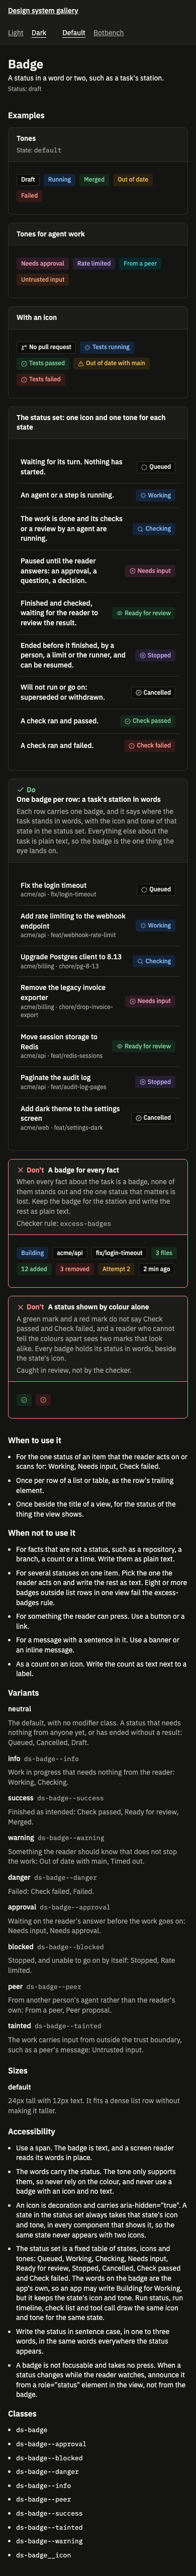 Design system gallery
Light Dark Default Botbench
Badge
A status in a word or two, such as a task's station.
Status: draft
Examples
Tones
State: default
Draft Running Merged Out of date
Failed
Tones for agent work
Needs approval Rate limited From a peer
Untrusted input
With an icon
No pull request Tests running
Tests passed Out of date with main
Tests failed
The status set: one icon and one tone for each
state
Waiting for its turn. Nothing has
started.
Queued
An agent or a step is running.
Working
The work is done and its checks
or a review by an agent are
running.
Checking
Paused until the reader
answers: an approval, a
question, a decision.
Needs input
Finished and checked,
waiting for the reader to
review the result.
Ready for review
Ended before it finished, by a
person, a limit or the runner, and
can be resumed.
Stopped
Will not run or go on:
superseded or withdrawn.
Cancelled
A check ran and passed.
Check passed
A check ran and failed.
Check failed
Do
One badge per row: a task's station in words
Each row carries one badge, and it says where the
task stands in words, with the icon and tone of that
state in the status set. Everything else about the
task is plain text, so the badge is the one thing the
eye lands on.
Fix the login timeout
acme/api · fix/login-timeout
Queued
Add rate limiting to the webhook
endpoint
acme/api · feat/webhook-rate-limit
Working
Upgrade Postgres client to 8.13
acme/billing · chore/pg-8-13
Checking
Remove the legacy invoice
exporter
acme/billing · chore/drop-invoice-
export
Needs input
Move session storage to
Redis
acme/api · feat/redis-sessions
Ready for review
Paginate the audit log
acme/api · feat/audit-log-pages
Stopped
Add dark theme to the settings
screen
acme/web · feat/settings-dark
Cancelled
Don't A badge for every fact
When every fact about the task is a badge, none of
them stands out and the one status that matters is
lost. Keep the badge for the station and write the
rest as plain text.
Checker rule: excess-badges
Building acme/api fix/login-timeout 3 files
12 added 3 removed Attempt 2 2 min ago
Don't A status shown by colour alone
A green mark and a red mark do not say Check
passed and Check failed, and a reader who cannot
tell the colours apart sees two marks that look
alike. Every badge holds its status in words, beside
the state's icon.
Caught in review, not by the checker.
When to use it
• For the one status of an item that the reader acts on or
scans for: Working, Needs input, Check failed.
• Once per row of a list or table, as the row's trailing
element.
• Once beside the title of a view, for the status of the
thing the view shows.
When not to use it
• For facts that are not a status, such as a repository, a
branch, a count or a time. Write them as plain text.
• For several statuses on one item. Pick the one the
reader acts on and write the rest as text. Eight or more
badges outside list rows in one view fail the excess-
badges rule.
• For something the reader can press. Use a button or a
link.
• For a message with a sentence in it. Use a banner or
an inline message.
• As a count on an icon. Write the count as text next to a
label.
Variants
neutral
The default, with no modifier class. A status that needs
nothing from anyone yet, or has ended without a result:
Queued, Cancelled, Draft.
info ds-badge--info
Work in progress that needs nothing from the reader:
Working, Checking.
success ds-badge--success
Finished as intended: Check passed, Ready for review,
Merged.
warning ds-badge--warning
Something the reader should know that does not stop
the work: Out of date with main, Timed out.
danger ds-badge--danger
Failed: Check failed, Failed.
approval ds-badge--approval
Waiting on the reader's answer before the work goes on:
Needs input, Needs approval.
blocked ds-badge--blocked
Stopped, and unable to go on by itself: Stopped, Rate
limited.
peer ds-badge--peer
From another person's agent rather than the reader's
own: From a peer, Peer proposal.
tainted ds-badge--tainted
The work carries input from outside the trust boundary,
such as a peer's message: Untrusted input.
Sizes
default
24px tall with 12px text. It fits a dense list row without
making it taller.
Accessibility
• Use a span. The badge is text, and a screen reader
reads its words in place.
• The words carry the status. The tone only supports
them, so never rely on the colour, and never use a
badge with an icon and no text.
• An icon is decoration and carries aria-hidden="true". A
state in the status set always takes that state's icon
and tone, in every component that shows it, so the
same state never appears with two icons.
• The status set is a fixed table of states, icons and
tones: Queued, Working, Checking, Needs input,
Ready for review, Stopped, Cancelled, Check passed
and Check failed. The words on the badge are the
app's own, so an app may write Building for Working,
but it keeps the state's icon and tone. Run status, run
timeline, check list and tool call draw the same icon
and tone for the same state.
• Write the status in sentence case, in one to three
words, in the same words everywhere the status
appears.
• A badge is not focusable and takes no press. When a
status changes while the reader watches, announce it
from a role="status" element in the view, not from the
badge.
Classes
• ds-badge
• ds-badge--approval
• ds-badge--blocked
• ds-badge--danger
• ds-badge--info
• ds-badge--peer
• ds-badge--success
• ds-badge--tainted
• ds-badge--warning
• ds-badge__icon